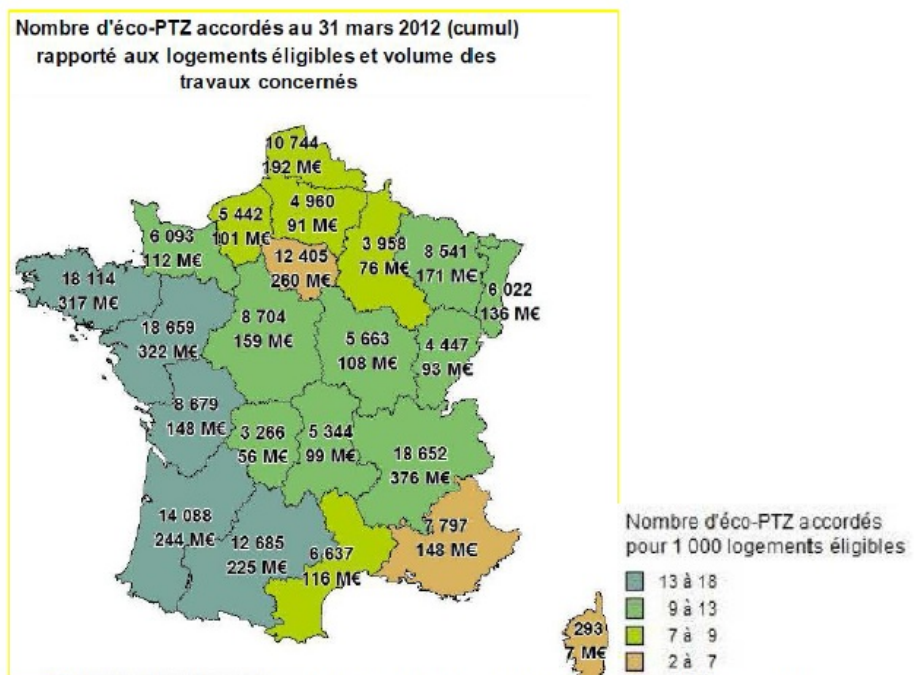 Nombre d'éco-PTZ accordés au 31 mars 2012 (cumul)
rapporté aux logements éligibles et volume des
travaux concernés
10 744
192 M€
4 960
91 M€
5 442
101 M€
3 958
76 M€
6 093
112 M€
12 405
260 M€
8 541
171 M€
6 022
136 M€
18 114
317 M€
18 659
322 M€
8 704
159 M€
5 663
108 M€
4 447
93 M€
8 679
148 M€
3 266
56 M€
5 344
99 M€
18 652
376 M€
14 088
244 M€
12 685
225 M€
6 637
116 M€
7 797
148 M€
293
7 M€
Nombre d'éco-PTZ accordés
pour 1 000 logements éligibles
13 à 18
9 à 13
7 à 9
2 à 7